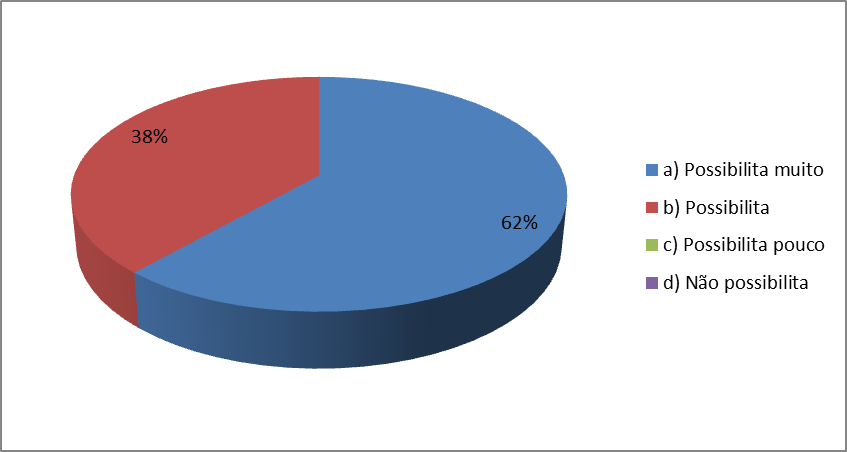 38%
62%
a) Possibilita muito
b) Possibilita
c) Possibilita pouco
d) Não possibilita